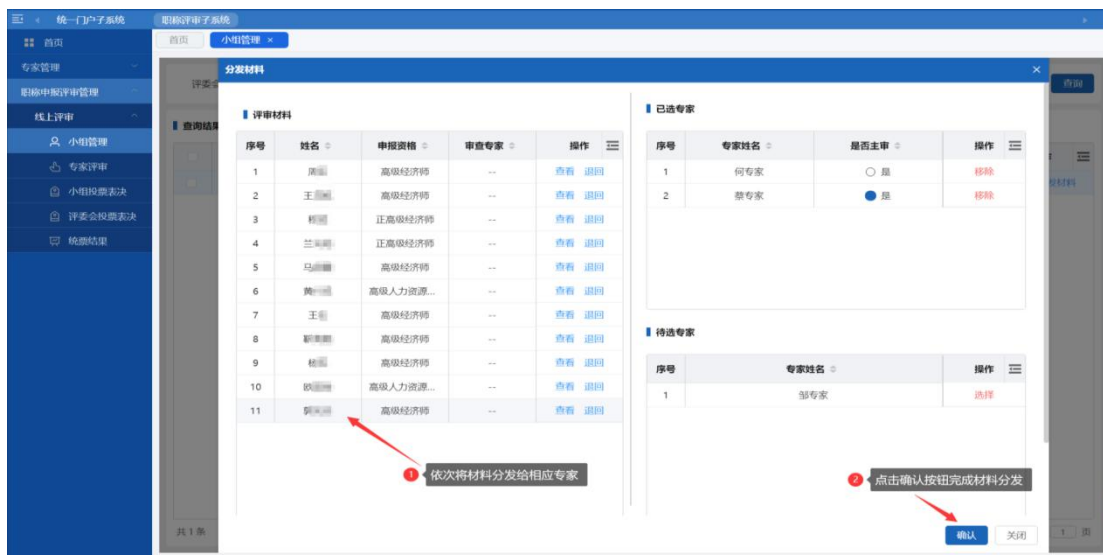 统一门户子系统 职称评审子系统
首页
专家管理
职称申报评审管理
线上评审
小组管理
专家评审
小组投票表决
评委会投票表决
统票结果
首页 小组管理 ×
评委会
查询
查询结果
分发材料 ×
评审材料
序号 姓名 申报资格 审查专家 操作
1 高级经济师 -- 查看 退回
2 王 高级经济师 -- 查看 退回
3 正高级经济师 -- 查看 退回
4 兰 正高级经济师 -- 查看 退回
5 马 高级经济师 -- 查看 退回
6 黄 高级人力资源... -- 查看 退回
7 王 高级经济师 -- 查看 退回
8 高级经济师 -- 查看 退回
9 杨 高级经济师 -- 查看 退回
10 欧 高级人力资源... -- 查看 退回
11 郭 高级经济师 -- 查看 退回
1 依次将材料分发给相应专家
已选专家
序号 专家姓名 是否主审 操作
1 何专家 是 移除
2 蔡专家 是 移除
待选专家
序号 专家姓名 操作
1 邹专家 选择
2 点击确认按钮完成材料分发
确认 关闭
共 1 条
1 页